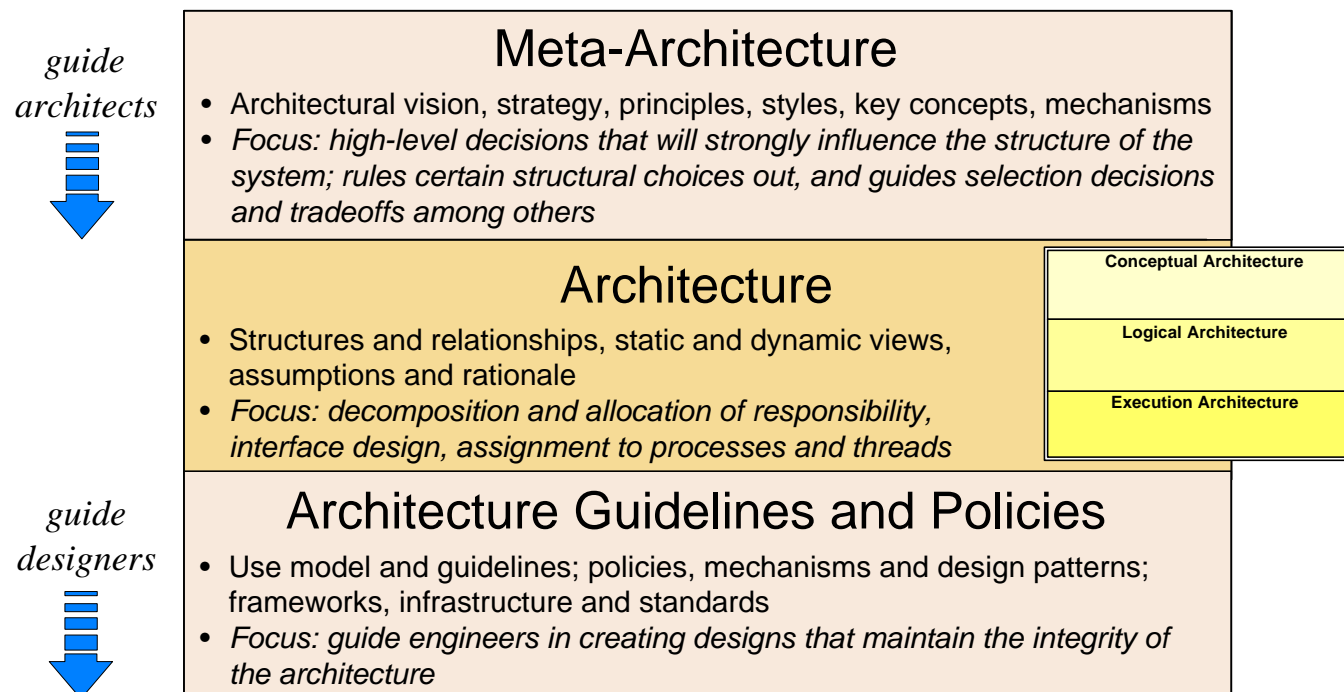 guide
architects
Meta-Architecture
• Architectural vision, strategy, principles, styles, key concepts, mechanisms
• Focus: high-level decisions that will strongly influence the structure of the
system; rules certain structural choices out, and guides selection decisions
and tradeoffs among others
Architecture
• Structures and relationships, static and dynamic views,
assumptions and rationale
• Focus: decomposition and allocation of responsibility,
interface design, assignment to processes and threads
Conceptual Architecture
Logical Architecture
Execution Architecture
guide
designers
Architecture Guidelines and Policies
• Use model and guidelines; policies, mechanisms and design patterns;
frameworks, infrastructure and standards
• Focus: guide engineers in creating designs that maintain the integrity of
the architecture